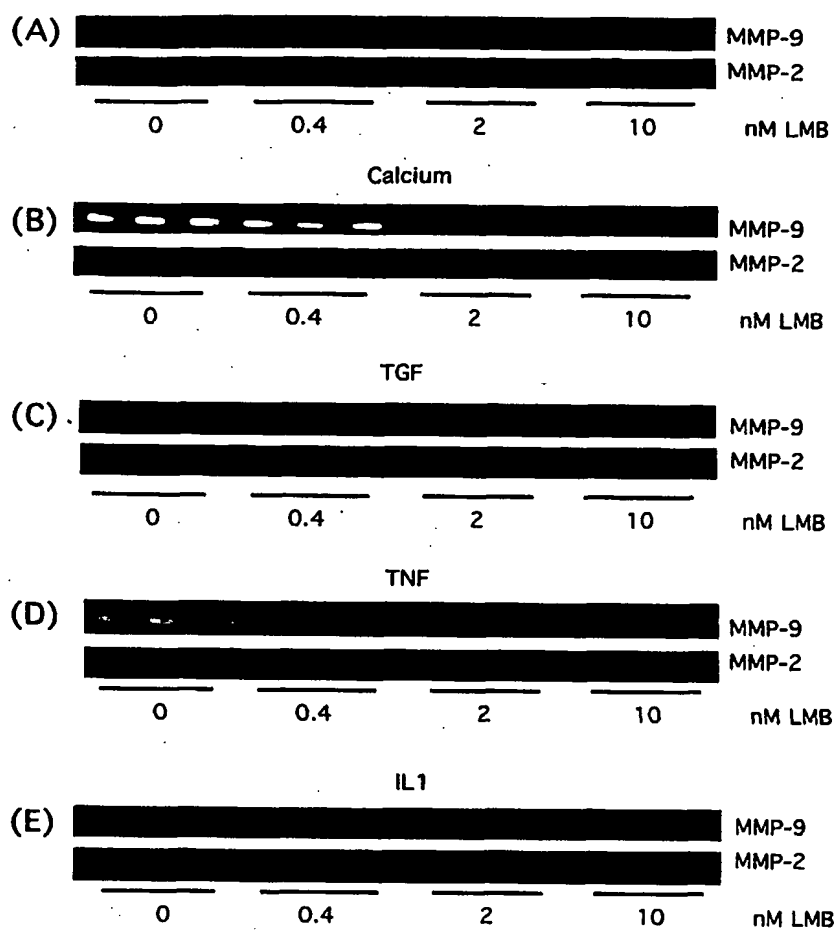 (A) MMP-9
MMP-2
0 0.4 2 10 nM LMB
Calcium
(B) MMP-9
MMP-2
0 0.4 2 10 nM LMB
TGF
(C) MMP-9
MMP-2
0 0.4 2 10 nM LMB
TNF
(D) MMP-9
MMP-2
0 0.4 2 10 nM LMB
IL1
(E) MMP-9
MMP-2
0 0.4 2 10 nM LMB